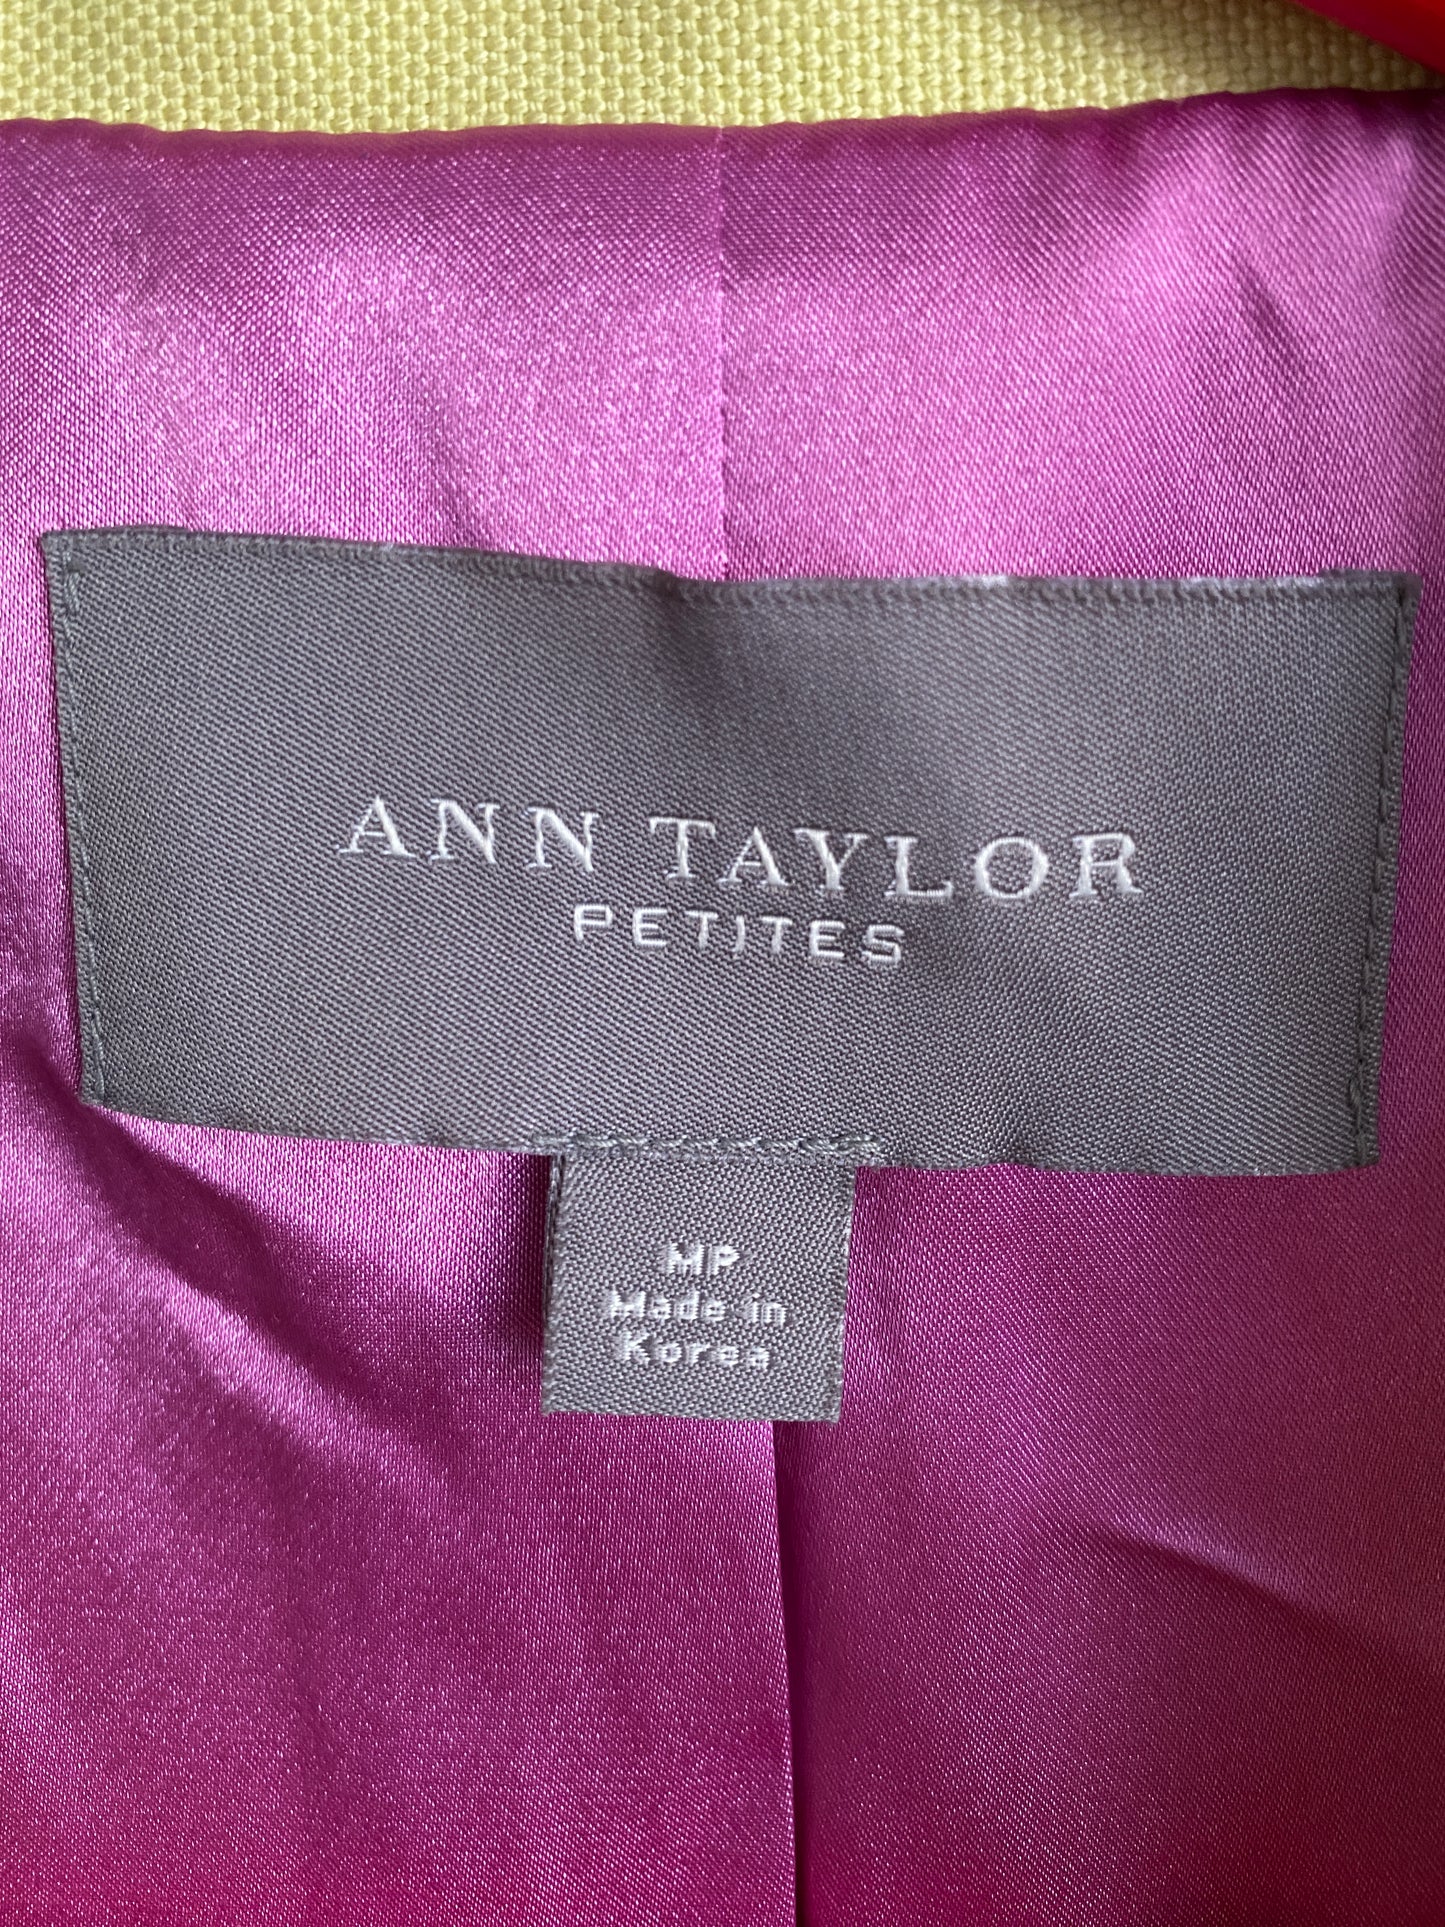 ANN TAYLOR
PETITES
MP
Made in
Korea